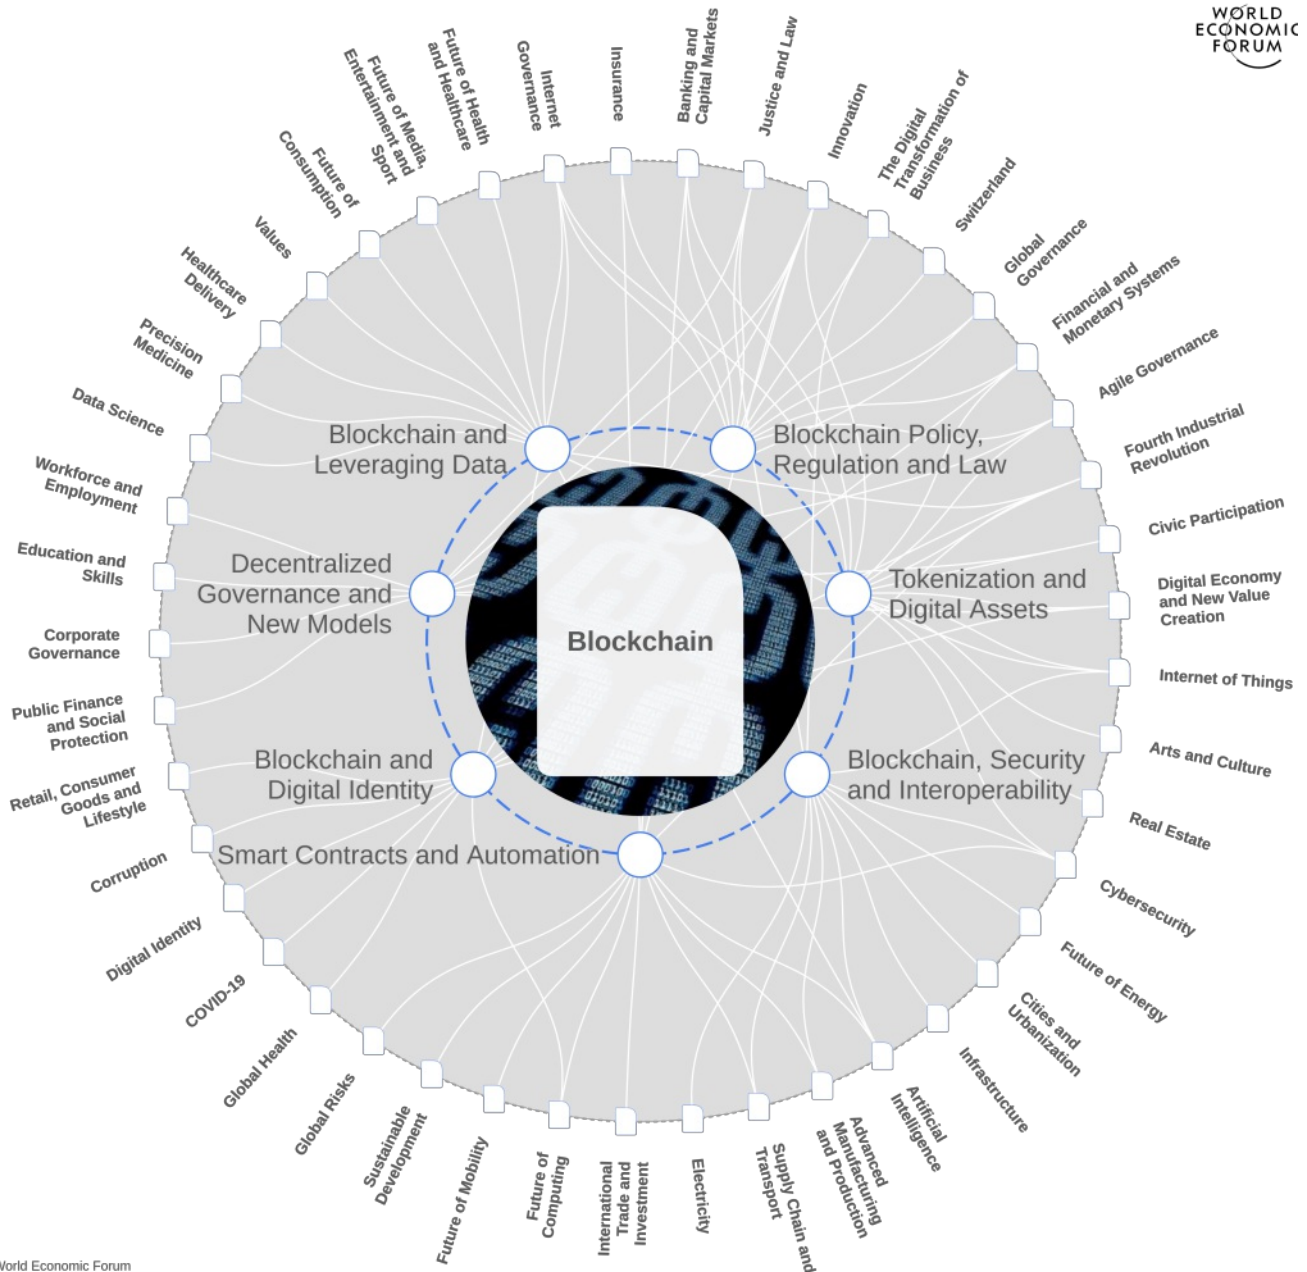 WORLD
ECONOMIC
FORUM
Future of Consumption
Future of Media,
Entertainment and
Sport
Future of Health
and Healthcare
Internet
Governance
Insurance
Banking and
Capital Markets
Justice and Law
Innovation
The Digital
Transformation of
Business
Switzerland
Global
Governance
Financial and
Monetary Systems
Agile Governance
Fourth Industrial
Revolution
Civic Participation
Digital Economy
and New Value
Creation
Internet of Things
Arts and Culture
Real Estate
Cybersecurity
Future of Energy
Cities and
Urbanization
Infrastructure
Artificial
Intelligence
Advanced
Manufacturing
and Production
Supply Chain and
Transport
Electricity
International
Trade and
Investment
Future of
Computing
Future of Mobility
Sustainable
Development
Global Risks
Global Health
COVID-19
Digital Identity
Corruption
Retail, Consumer
Goods and
Lifestyle
Public Finance
and Social
Protection
Corporate
Governance
Education and
Skills
Workforce and
Employment
Data Science
Precision
Medicine
Healthcare
Delivery
Values
Blockchain and
Leveraging Data
Blockchain Policy,
Regulation and Law
Decentralized
Governance and
New Models
Tokenization and
Digital Assets
Blockchain
Blockchain and
Digital Identity
Blockchain, Security
and Interoperability
Smart Contracts and Automation
World Economic Forum